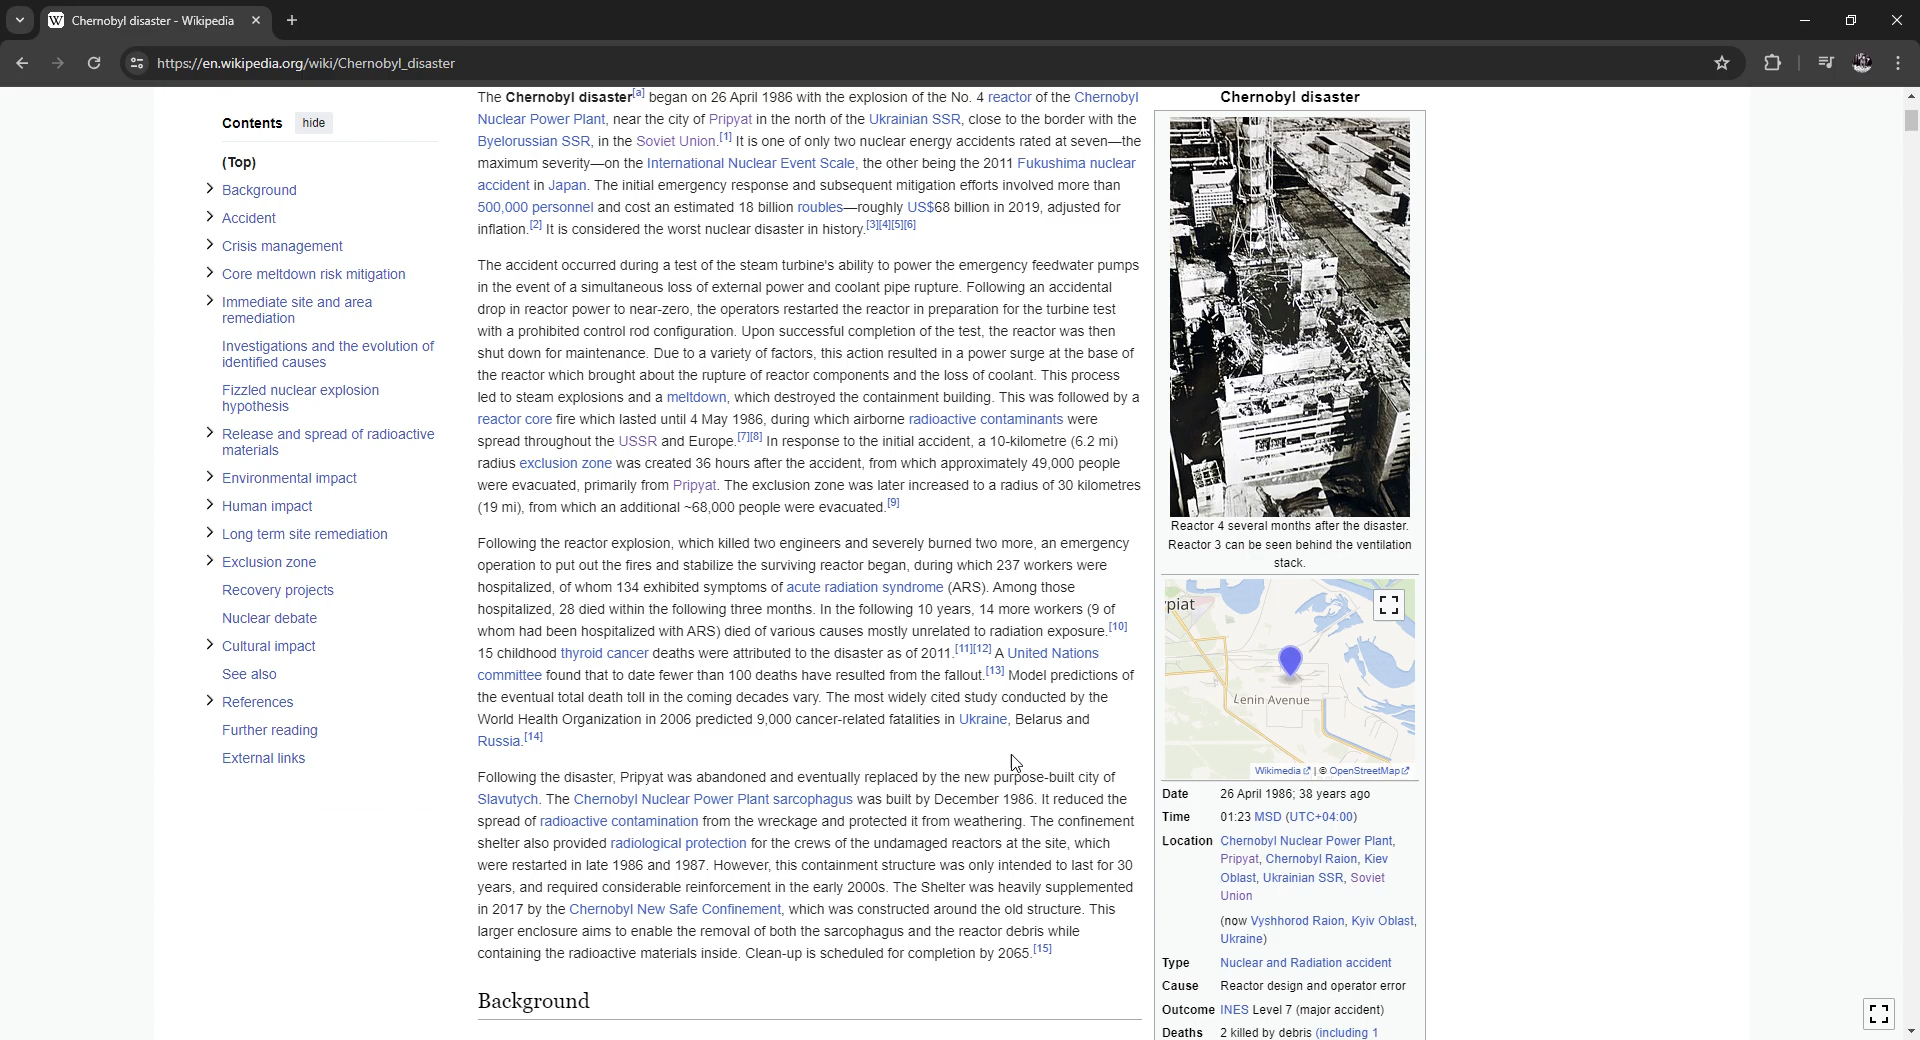 Chernobyl disaster - Wikipedia
https://en.wikipedia.org/wiki/Chernobyl_disaster
Contents hide
(Top)
Background
Accident
Crisis management
Core meltdown risk mitigation
Immediate site and area
remediation
Investigations and the evolution of
identified causes
Fizzled nuclear explosion
hypothesis
Release and spread of radioactive
materials
Environmental impact
Human impact
Long term site remediation
Exclusion zone
Recovery projects
Nuclear debate
Cultural impact
See also
References
Further reading
External links
The Chernobyl disaster[a] began on 26 April 1986 with the explosion of the No. 4 reactor of the Chernobyl
Nuclear Power Plant, near the city of Pripyat in the north of the Ukrainian SSR, close to the border with the
Byelorussian SSR, in the Soviet Union.[1] It is one of only two nuclear energy accidents rated at seven—the
maximum severity—on the International Nuclear Event Scale, the other being the 2011 Fukushima nuclear
accident in Japan. The initial emergency response and subsequent mitigation efforts involved more than
500,000 personnel and cost an estimated 18 billion roubles—roughly US$68 billion in 2019, adjusted for
inflation.[2] It is considered the worst nuclear disaster in history.[3][4][5][6]
The accident occurred during a test of the steam turbine's ability to power the emergency feedwater pumps
in the event of a simultaneous loss of external power and coolant pipe rupture. Following an accidental
drop in reactor power to near-zero, the operators restarted the reactor in preparation for the turbine test
with a prohibited control rod configuration. Upon successful completion of the test, the reactor was then
shut down for maintenance. Due to a variety of factors, this action resulted in a power surge at the base of
the reactor which brought about the rupture of reactor components and the loss of coolant. This process
led to steam explosions and a meltdown, which destroyed the containment building. This was followed by a
reactor core fire which lasted until 4 May 1986, during which airborne radioactive contaminants were
spread throughout the USSR and Europe.[7][8] In response to the initial accident, a 10-kilometre (6.2 mi)
radius exclusion zone was created 36 hours after the accident, from which approximately 49,000 people
were evacuated, primarily from Pripyat. The exclusion zone was later increased to a radius of 30 kilometres
(19 mi), from which an additional ~68,000 people were evacuated.[9]
Following the reactor explosion, which killed two engineers and severely burned two more, an emergency
operation to put out the fires and stabilize the surviving reactor began, during which 237 workers were
hospitalized, of whom 134 exhibited symptoms of acute radiation syndrome (ARS). Among those
hospitalized, 28 died within the following three months. In the following 10 years, 14 more workers (9 of
whom had been hospitalized with ARS) died of various causes mostly unrelated to radiation exposure.[10]
15 childhood thyroid cancer deaths were attributed to the disaster as of 2011.[11][12] A United Nations
committee found that to date fewer than 100 deaths have resulted from the fallout.[13] Model predictions of
the eventual total death toll in the coming decades vary. The most widely cited study conducted by the
World Health Organization in 2006 predicted 9,000 cancer-related fatalities in Ukraine, Belarus and
Russia.[14]
Following the disaster, Pripyat was abandoned and eventually replaced by the new purpose-built city of
Slavutych. The Chernobyl Nuclear Power Plant sarcophagus was built by December 1986. It reduced the
spread of radioactive contamination from the wreckage and protected it from weathering. The confinement
shelter also provided radiological protection for the crews of the undamaged reactors at the site, which
were restarted in late 1986 and 1987. However, this containment structure was only intended to last for 30
years, and required considerable reinforcement in the early 2000s. The Shelter was heavily supplemented
in 2017 by the Chernobyl New Safe Confinement, which was constructed around the old structure. This
larger enclosure aims to enable the removal of both the sarcophagus and the reactor debris while
containing the radioactive materials inside. Clean-up is scheduled for completion by 2065.[15]
Background
Chernobyl disaster
Reactor 4 several months after the disaster.
Reactor 3 can be seen behind the ventilation
stack.
piat
Lenin Avenue
Wikimedia | © OpenStreetMap
Date 26 April 1986; 38 years ago
Time 01:23 MSD (UTC+04:00)
Location Chernobyl Nuclear Power Plant,
Pripyat, Chernobyl Raion, Kiev
Oblast, Ukrainian SSR, Soviet
Union
(now Vyshhorod Raion, Kyiv Oblast,
Ukraine)
Type Nuclear and Radiation accident
Cause Reactor design and operator error
Outcome INES Level 7 (major accident)
Deaths 2 killed by debris (including 1